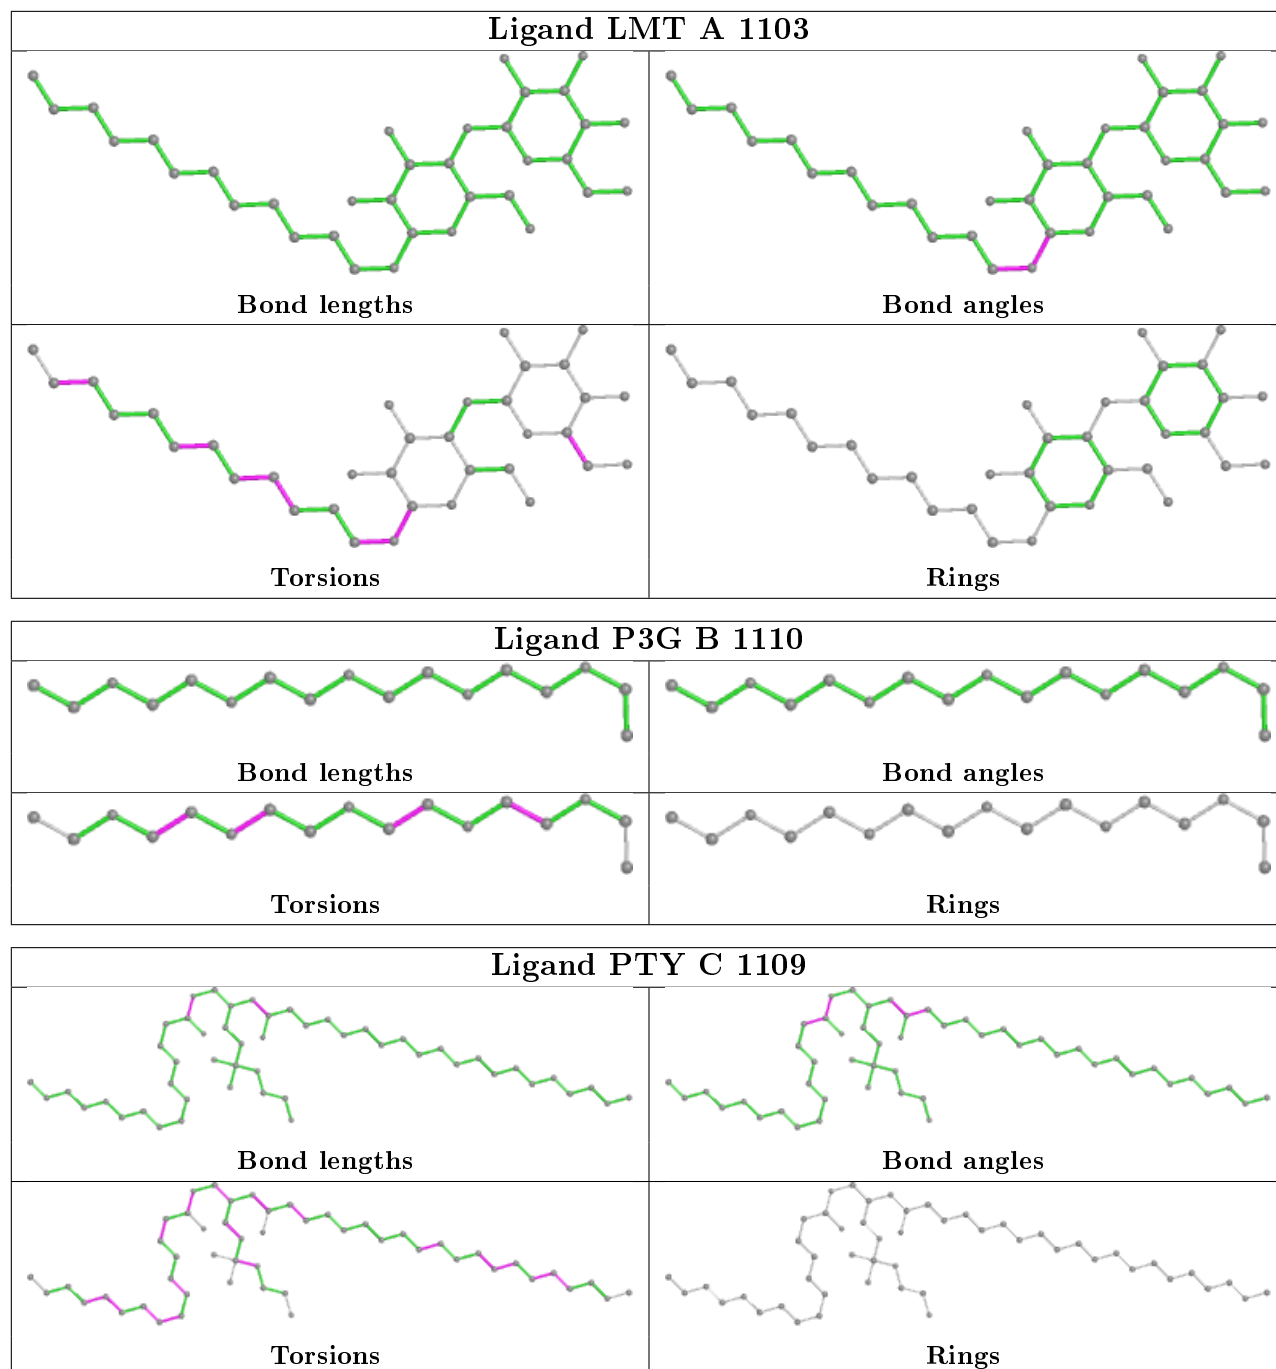 Ligand LMT A 1103
Bond lengths
Bond angles
Torsions
Rings
Ligand P3G B 1110
Bond lengths
Bond angles
Torsions
Rings
Ligand PTY C 1109
Bond lengths
Bond angles
Torsions
Rings